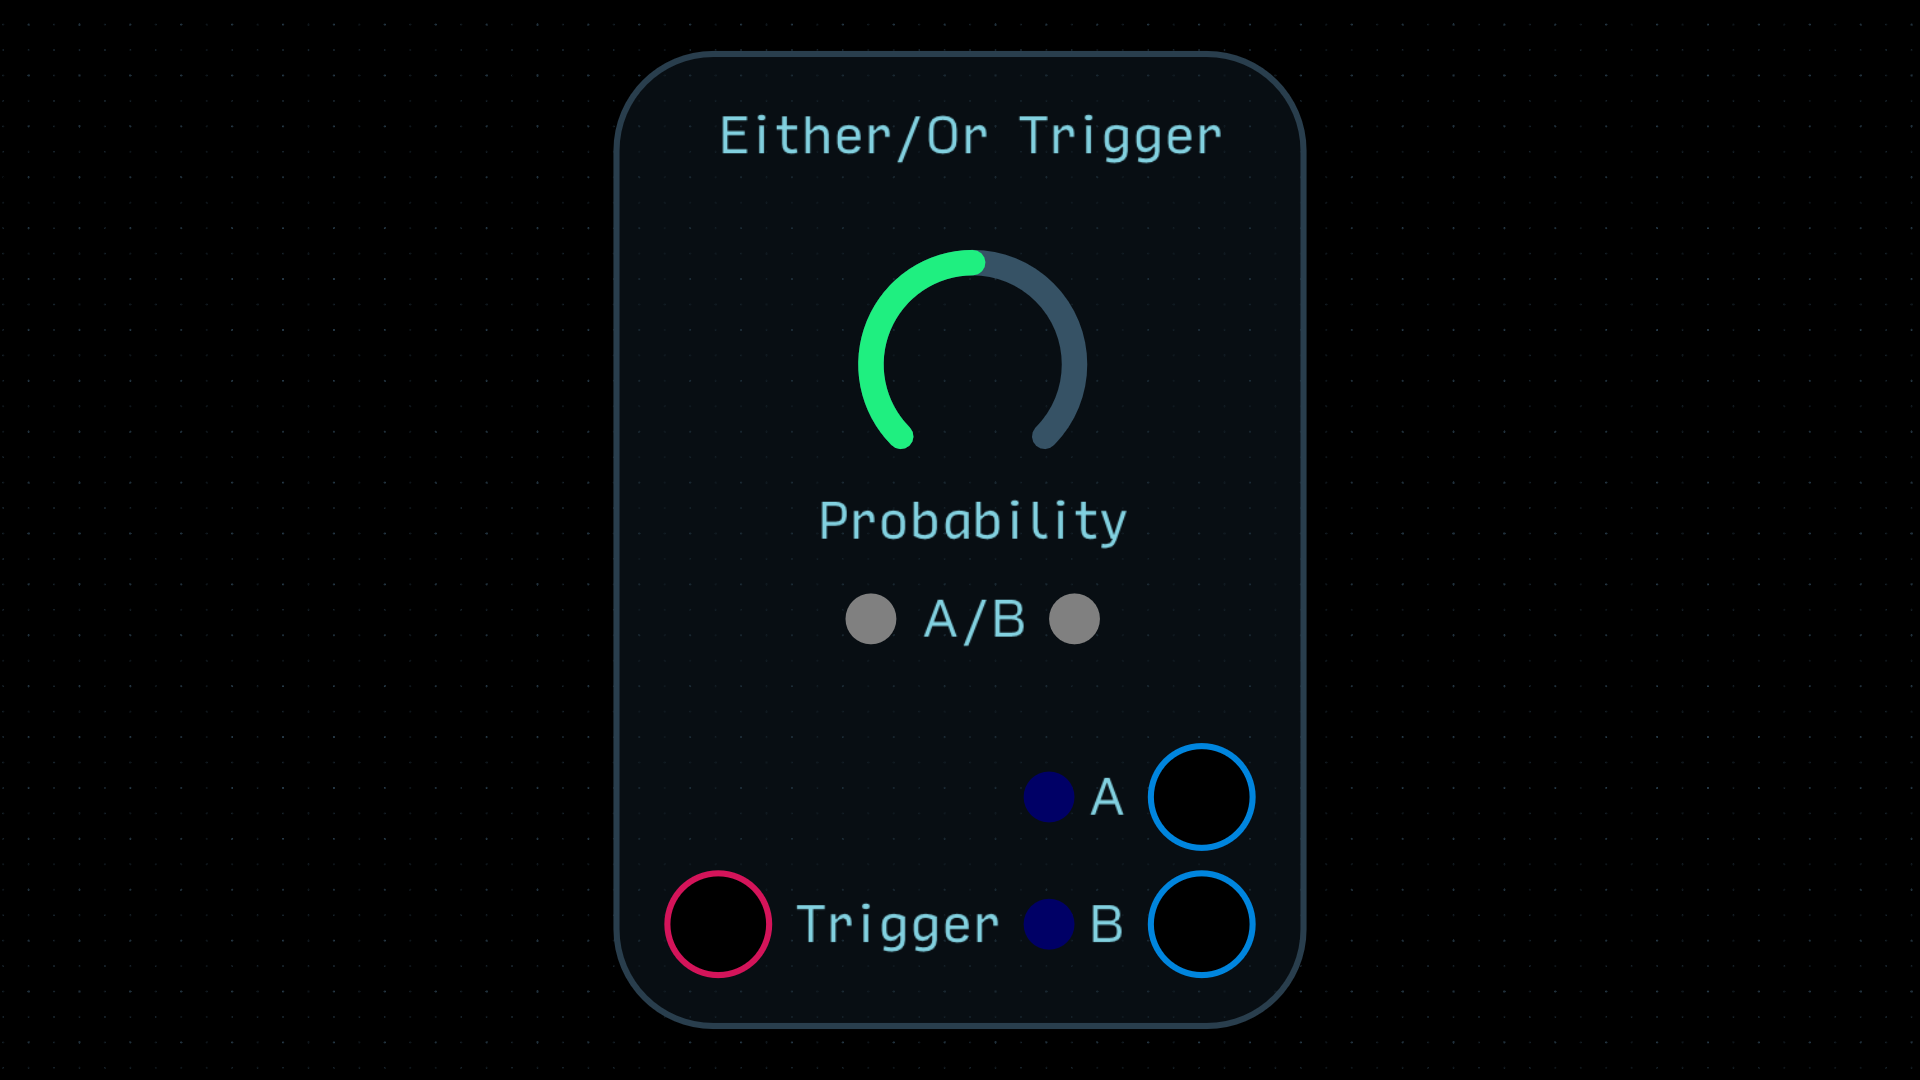 Either/Or Trigger
Probability
A/B
A
Trigger B